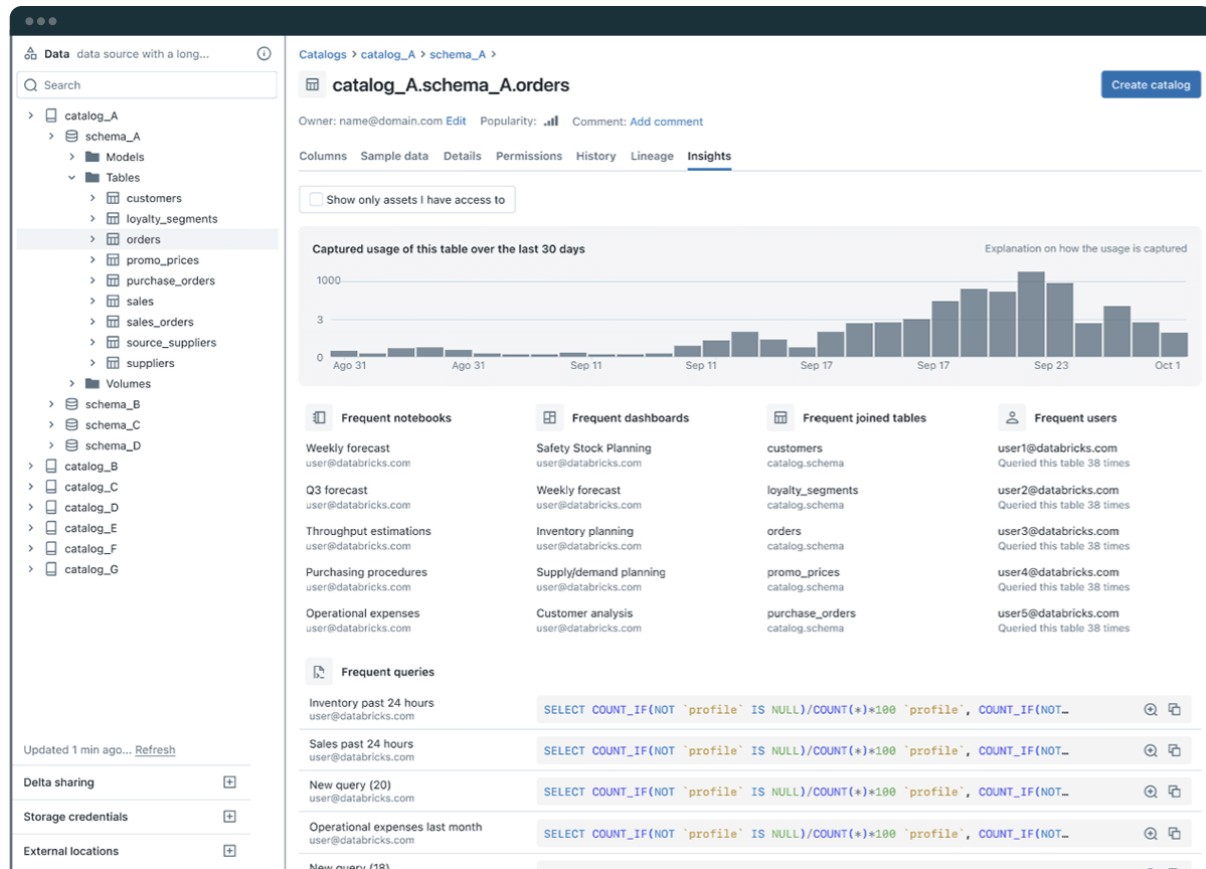 Data data source with a long...
Search
catalog_A
schema_A
Models
Tables
customers
loyalty_segments
orders
promo_prices
purchase_orders
sales
sales_orders
source_suppliers
suppliers
Volumes
schema_B
schema_C
schema_D
catalog_B
catalog_C
catalog_D
catalog_E
catalog_F
catalog_G
Updated 1 min ago... Refresh
Delta sharing
Storage credentials
External locations
Catalogs > catalog_A > schema_A >
catalog_A.schema_A.orders
Create catalog
Owner: name@domain.com Edit Popularity: Comment: Add comment
Columns Sample data Details Permissions History Lineage Insights
Show only assets I have access to
Captured usage of this table over the last 30 days
Explanation on how the usage is captured
1000
3
0
Ago 31 Ago 31 Sep 11 Sep 11 Sep 17 Sep 17 Sep 23 Oct 1
Frequent notebooks
Weekly forecast
user@databricks.com
Q3 forecast
user@databricks.com
Throughput estimations
user@databricks.com
Purchasing procedures
user@databricks.com
Operational expenses
user@databricks.com
Frequent dashboards
Safety Stock Planning
user@databricks.com
Weekly forecast
user@databricks.com
Inventory planning
user@databricks.com
Supply/demand planning
user@databricks.com
Customer analysis
user@databricks.com
Frequent joined tables
customers
catalog.schema
loyalty_segments
catalog.schema
orders
catalog.schema
promo_prices
catalog.schema
purchase_orders
catalog.schema
Frequent users
user1@databricks.com
Queried this table 38 times
user2@databricks.com
Queried this table 38 times
user3@databricks.com
Queried this table 38 times
user4@databricks.com
Queried this table 38 times
user5@databricks.com
Queried this table 38 times
Frequent queries
Inventory past 24 hours
user@databricks.com
SELECT COUNT_IF(NOT `profile` IS NULL)/COUNT(*)*100 `profile`, COUNT_IF(NOT…
Sales past 24 hours
user@databricks.com
SELECT COUNT_IF(NOT `profile` IS NULL)/COUNT(*)*100 `profile`, COUNT_IF(NOT…
New query (20)
user@databricks.com
SELECT COUNT_IF(NOT `profile` IS NULL)/COUNT(*)*100 `profile`, COUNT_IF(NOT…
Operational expenses last month
user@databricks.com
SELECT COUNT_IF(NOT `profile` IS NULL)/COUNT(*)*100 `profile`, COUNT_IF(NOT…
New query (18)